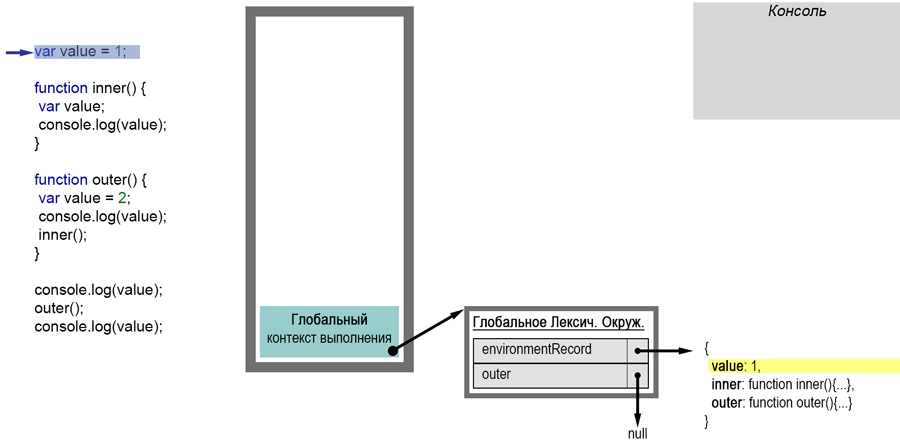 var value = 1;
function inner() {
var value;
console.log(value);
}
function outer() {
var value = 2;
console.log(value);
inner();
}
console.log(value);
outer();
console.log(value);
Глобальный
контекст выполнения
Глобальное Лексич. Окруж.
environmentRecord
outer
null
{
value: 1,
inner: function inner(){...},
outer: function outer(){...}
}
Консоль